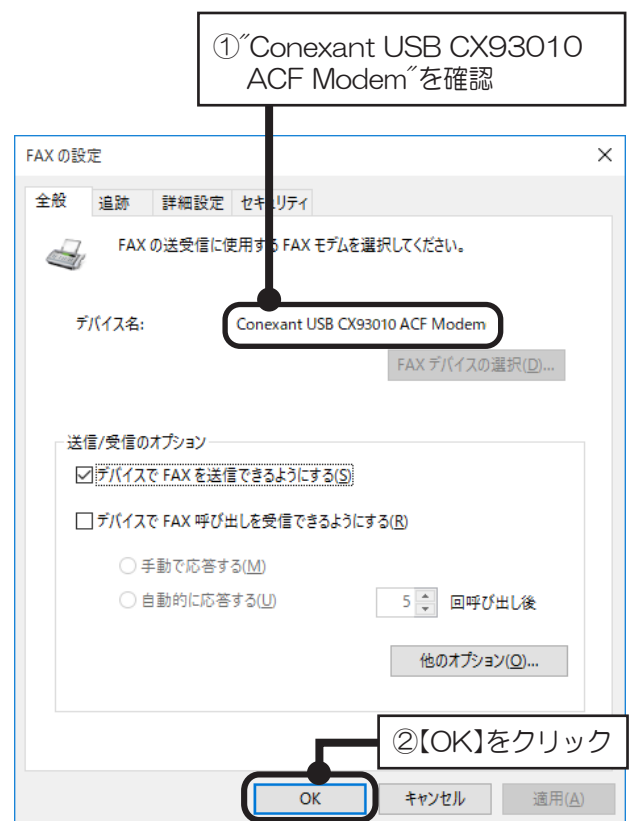 ①″Conexant USB CX93010
ACF Modem″を確認
FAX の設定
全般 追跡 詳細設定 セキュリティ
FAX の送受信に使用する FAX モデムを選択してください。
デバイス名: Conexant USB CX93010 ACF Modem
FAX デバイスの選択(D)...
送信/受信のオプション
デバイスで FAX を送信できるようにする(S)
デバイスで FAX 呼び出しを受信できるようにする(R)
手動で応答する(M)
自動的に応答する(U) 5 回呼び出し後
他のオプション(O)...
②【OK】をクリック
OK キャンセル 適用(A)